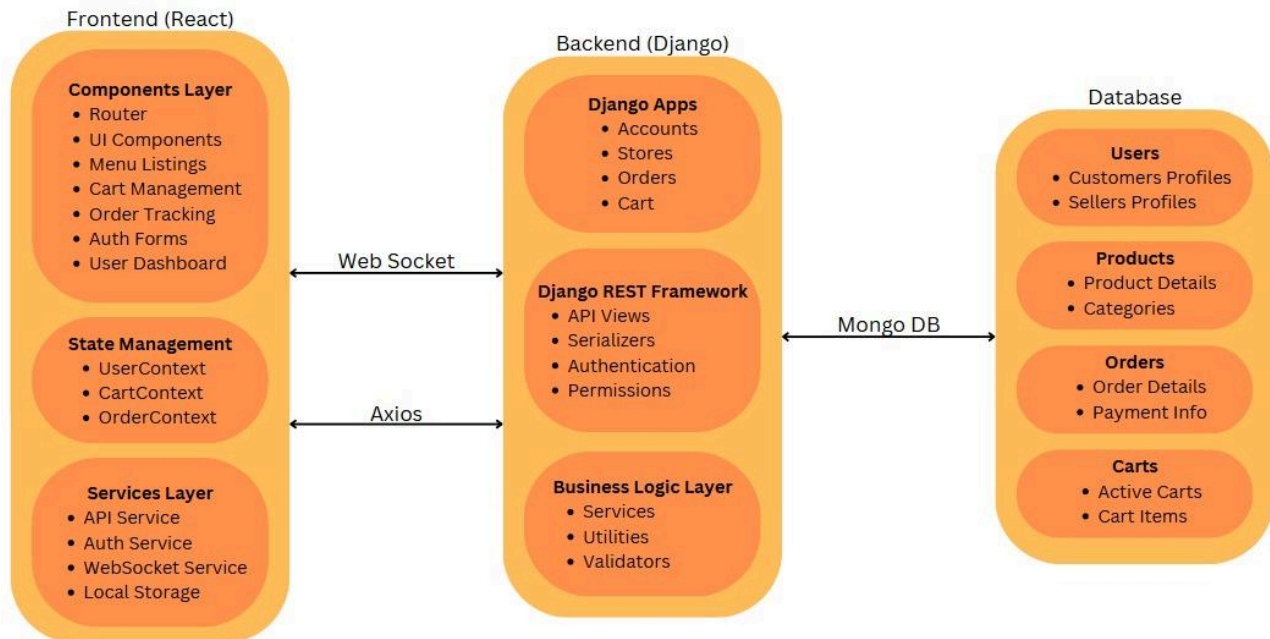 Frontend (React)
Components Layer
• Router
• UI Components
• Menu Listings
• Cart Management
• Order Tracking
• Auth Forms
• User Dashboard
State Management
• UserContext
• CartContext
• OrderContext
Services Layer
• API Service
• Auth Service
• WebSocket Service
• Local Storage
Web Socket
Axios
Backend (Django)
Django Apps
• Accounts
• Stores
• Orders
• Cart
Django REST Framework
• API Views
• Serializers
• Authentication
• Permissions
Business Logic Layer
• Services
• Utilities
• Validators
Mongo DB
Database
Users
• Customers Profiles
• Sellers Profiles
Products
• Product Details
• Categories
Orders
• Order Details
• Payment Info
Carts
• Active Carts
• Cart Items